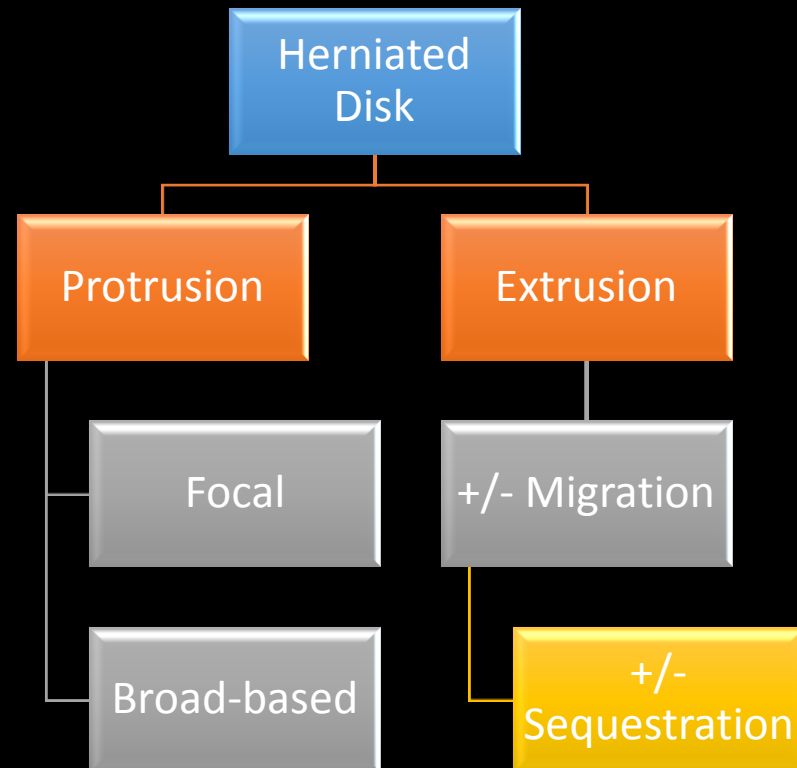 Herniated
Disk
Protrusion
Extrusion
Focal
+/- Migration
Broad-based
+/-
Sequestration